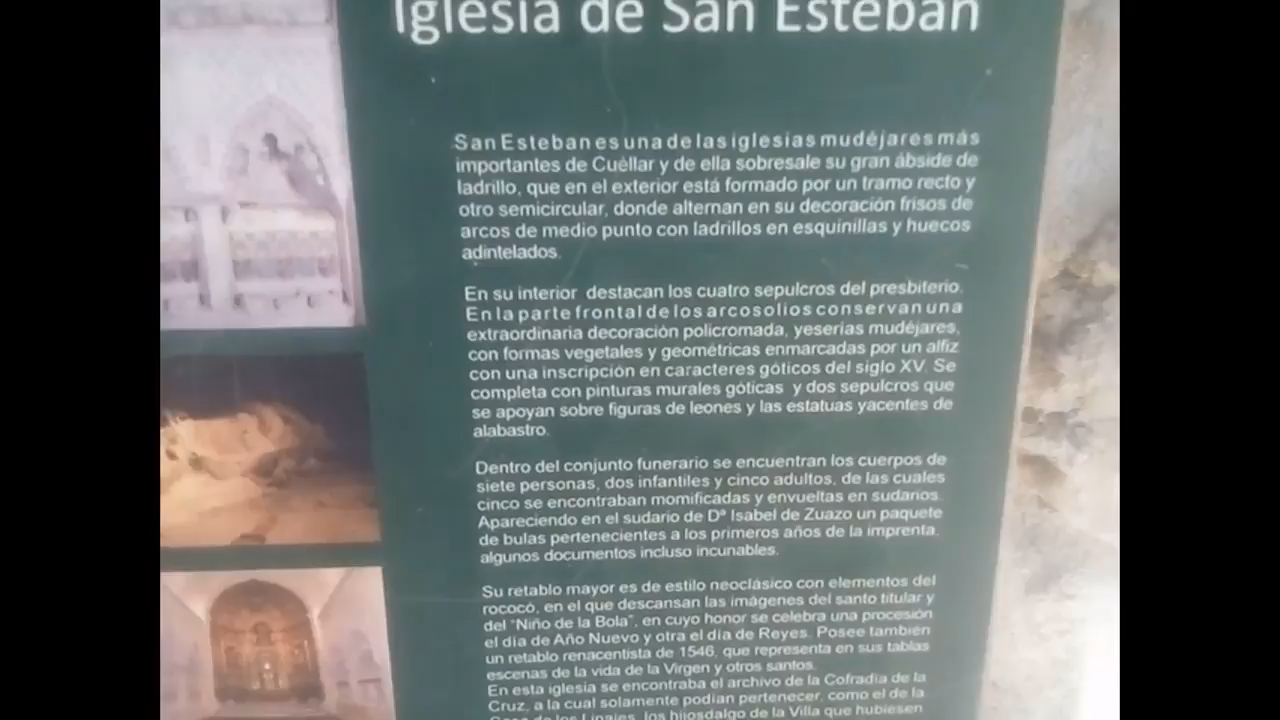 Iglesia de San Esteban
San Esteban es una de las iglesias mudéjares más
importantes de Cuéllar y de ella sobresale su gran ábside de
ladrillo, que en el exterior está formado por un tramo recto y
otro semicircular, donde alternan en su decoración frisos de
arcos de medio punto con ladrillos en esquinillas y huecos
adintelados.
En su interior destacan los cuatro sepulcros del presbiterio.
En la parte frontal de los arcosolios conservan una
extraordinaria decoración policromada, yeserías mudéjares,
con formas vegetales y geométricas enmarcadas por un alfiz
con una inscripción en caracteres góticos del siglo XV. Se
completa con pinturas murales góticas y dos sepulcros que
se apoyan sobre figuras de leones y las estatuas yacentes de
alabastro.
Dentro del conjunto funerario se encuentran los cuerpos de
siete personas, dos infantiles y cinco adultos, de las cuales
cinco se encontraban momificadas y envueltas en sudarios.
Apareciendo en el sudario de Dª Isabel de Zuazo un paquete
de bulas pertenecientes a los primeros años de la imprenta,
algunos documentos incluso incunables.
Su retablo mayor es de estilo neoclásico con elementos del
rococó, en el que descansan las imágenes del santo titular y
del "Niño de la Bola", en cuyo honor se celebra una procesión
el día de Año Nuevo y otra el día de Reyes. Posee también
un retablo renacentista de 1546, que representa en sus tablas
escenas de la vida de la Virgen y otros santos.
En esta iglesia se encontraba el archivo de la Cofradía de la
Cruz, a la cual solamente podían pertenecer, como el de la
Casa de los Linajes, los hijosdalgo de la Villa que hubiesen